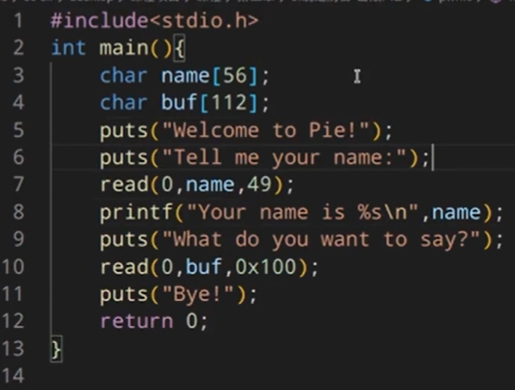 1 #include<stdio.h>
2 int main(){
3 char name[56];
4 char buf[112];
5 puts("Welcome to Pie!");
6 puts("Tell me your name:");
7 read(0,name,49);
8 printf("Your name is %s\n",name);
9 puts("What do you want to say?");
10 read(0,buf,0x100);
11 puts("Bye!");
12 return 0;
13 }
14